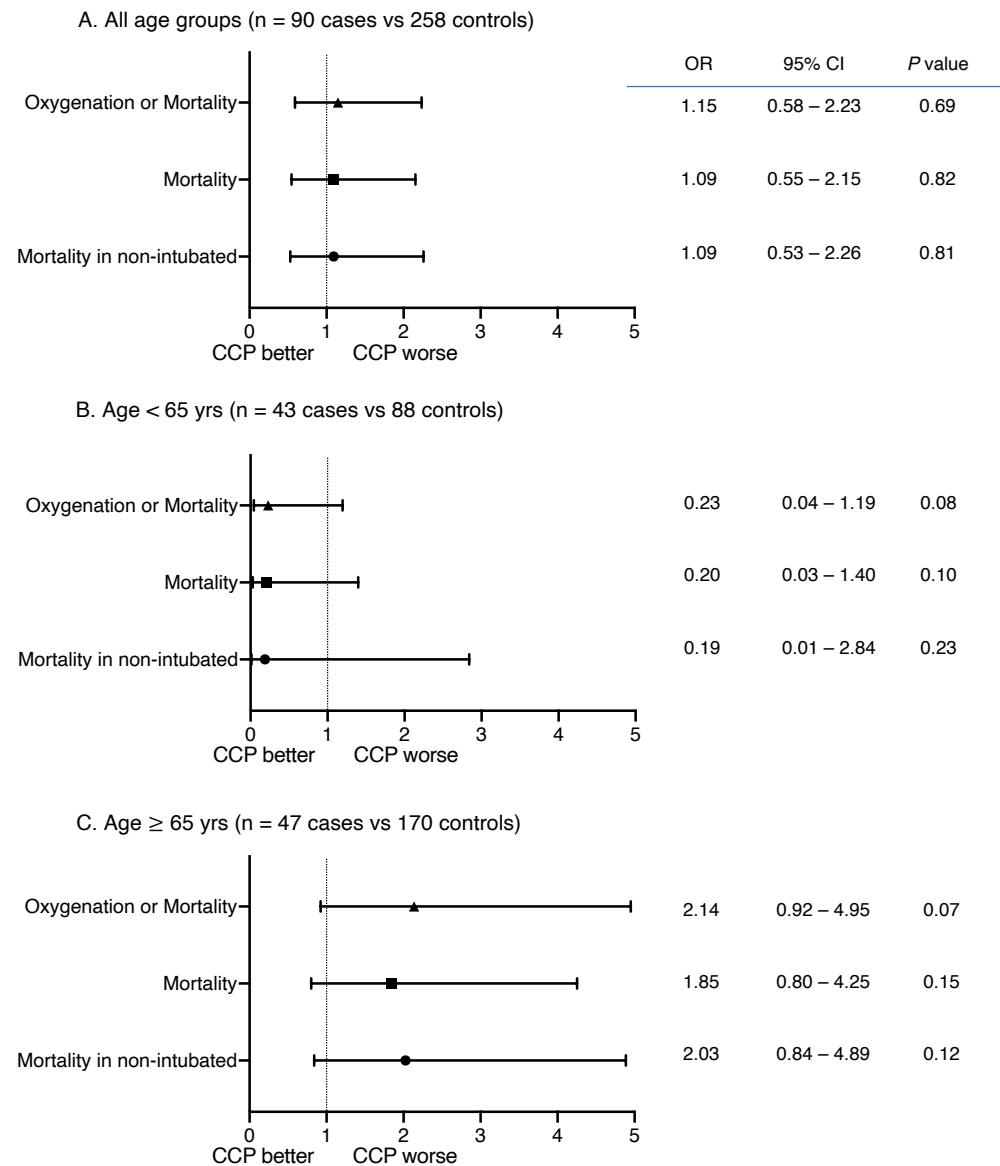 A. All age groups (n = 90 cases vs 258 controls)
OR 95% CI P value
Oxygenation or Mortality 1.15 0.58 – 2.23 0.69
Mortality 1.09 0.55 – 2.15 0.82
Mortality in non-intubated 1.09 0.53 – 2.26 0.81
0 1 2 3 4 5
CCP better CCP worse
B. Age < 65 yrs (n = 43 cases vs 88 controls)
Oxygenation or Mortality 0.23 0.04 – 1.19 0.08
Mortality 0.20 0.03 – 1.40 0.10
Mortality in non-intubated 0.19 0.01 – 2.84 0.23
0 1 2 3 4 5
CCP better CCP worse
C. Age ≥ 65 yrs (n = 47 cases vs 170 controls)
Oxygenation or Mortality 2.14 0.92 – 4.95 0.07
Mortality 1.85 0.80 – 4.25 0.15
Mortality in non-intubated 2.03 0.84 – 4.89 0.12
0 1 2 3 4 5
CCP better CCP worse